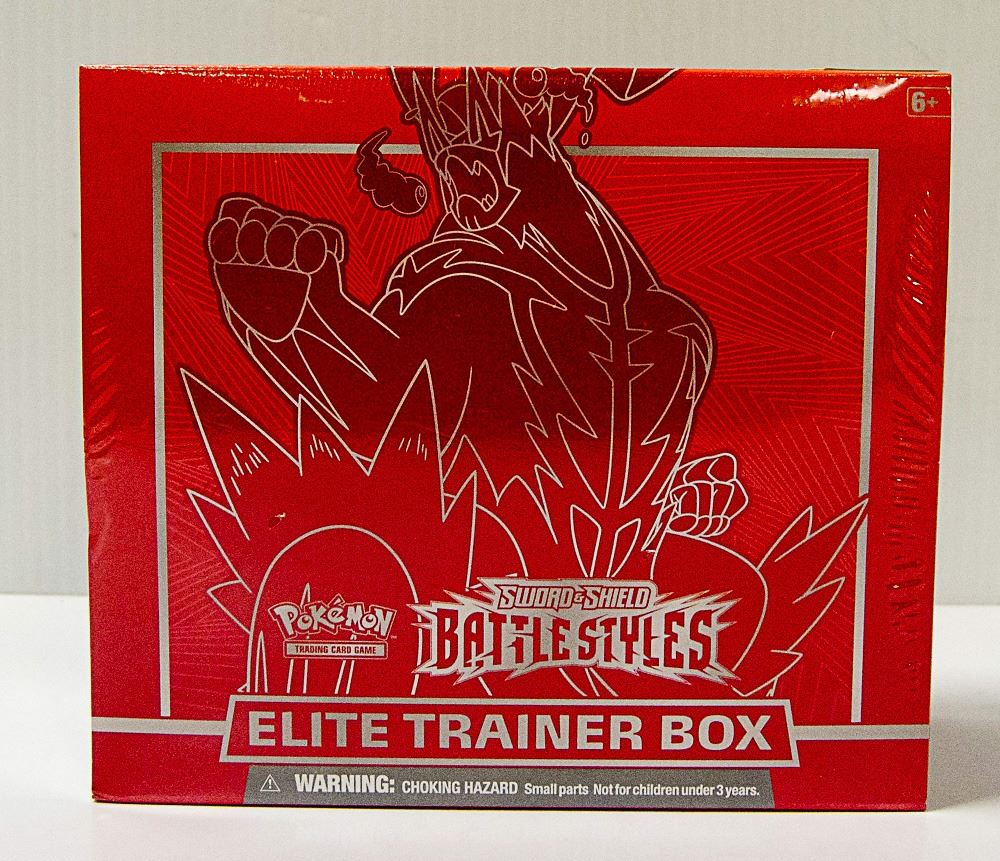 6+
POKéMON
TRADING CARD GAME
SWORD & SHIELD
BATTLE STYLES
ELITE TRAINER BOX
WARNING: CHOKING HAZARD Small parts Not for children under 3 years.